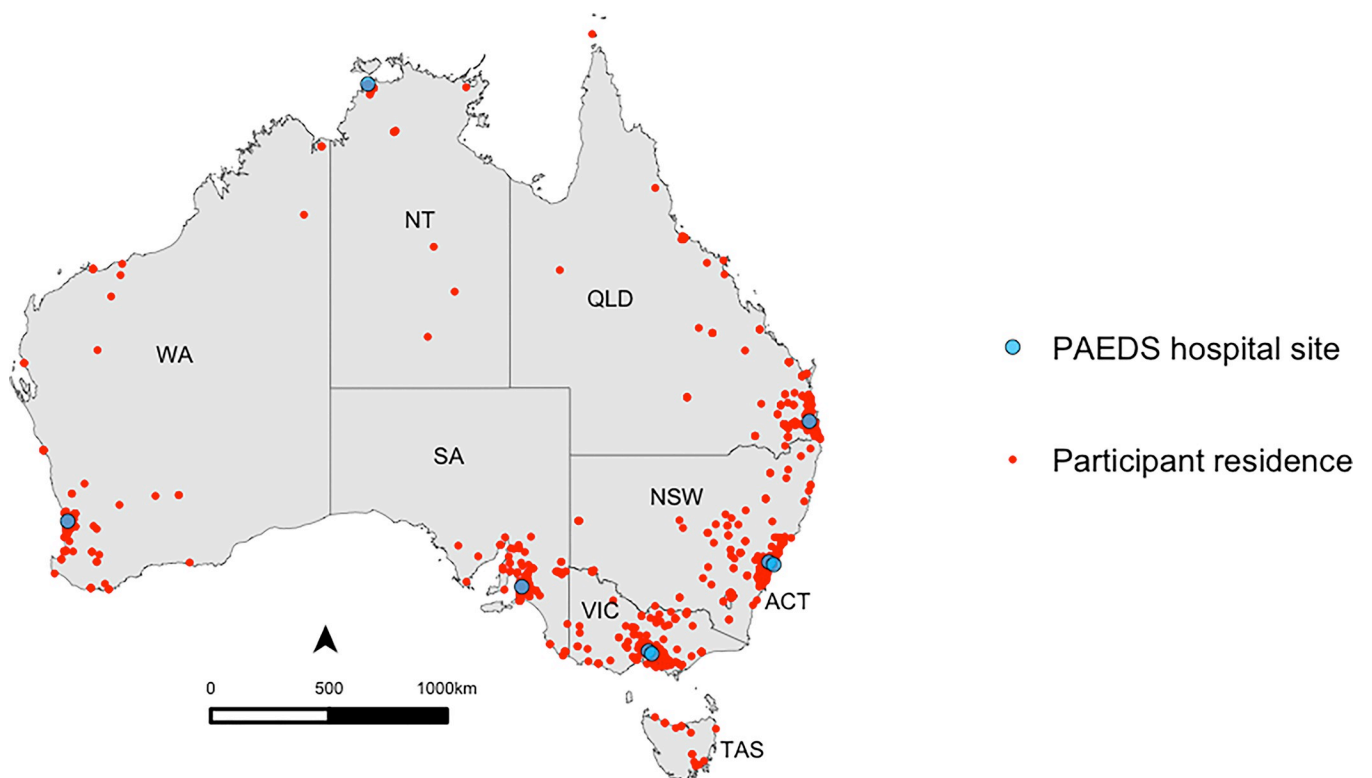 NT
QLD
WA
SA
NSW
ACT
VIC
TAS
0 500 1000km
PAEDS hospital site
Participant residence